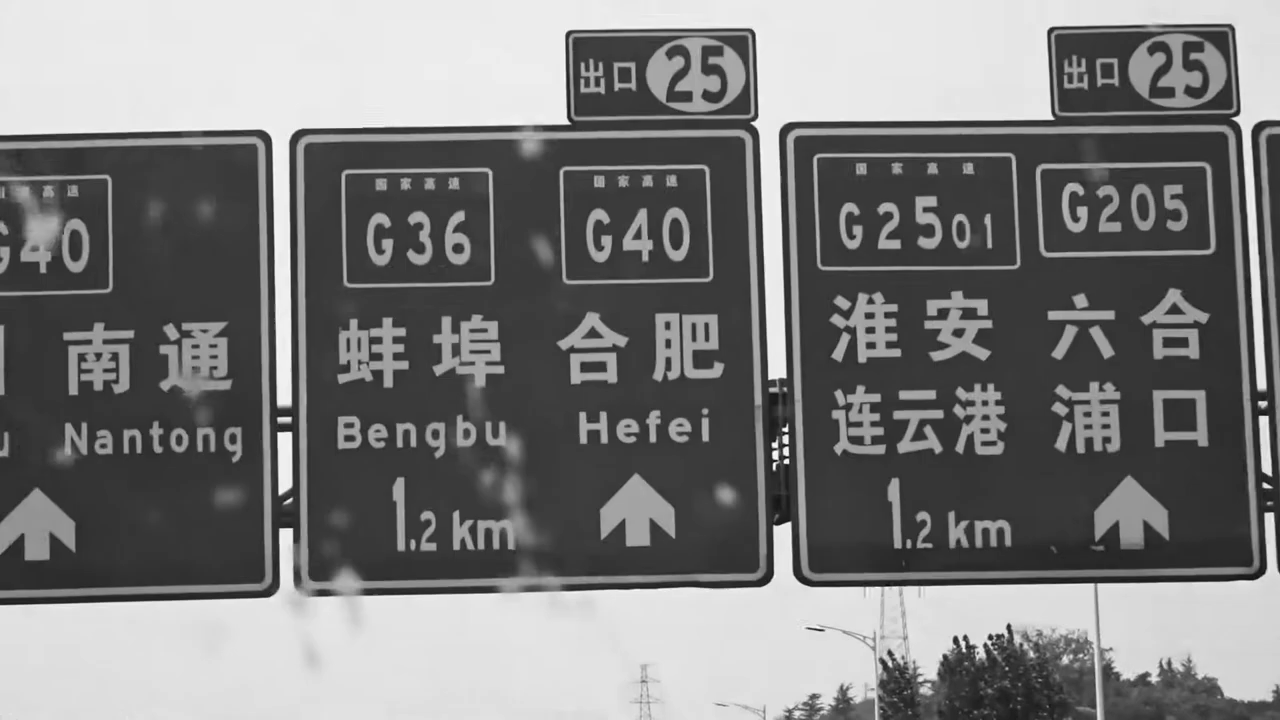 G40
南通
Nantong
出口 25
国家高速
G36
国家高速
G40
蚌埠 合肥
Bengbu Hefei
1.2 km
出口 25
国家高速
G2501
G205
淮安 六合
连云港 浦口
1.2 km